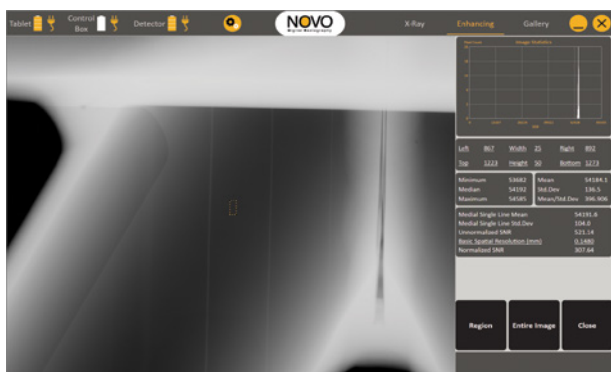 Tablet
Control
Box
Detector
NOVO
Digital Radiography
X-Ray
Enhancing
Gallery
Image Statistics
Left 867 Width 25 Right 892
Top 1223 Height 50 Bottom 1273
Minimum 53682
Median 54192
Maximum 54585
Mean 54184.1
Std.Dev 136.5
Mean/Std.Dev 396.906
Medial Single Line Mean 54191.8
Medial Single Line Std.Dev 104.0
Unnormalized SNR 521.14
Basic Spatial Resolution (mm) 0.1480
Normalized SNR 307.64
Region
Entire Image
Close